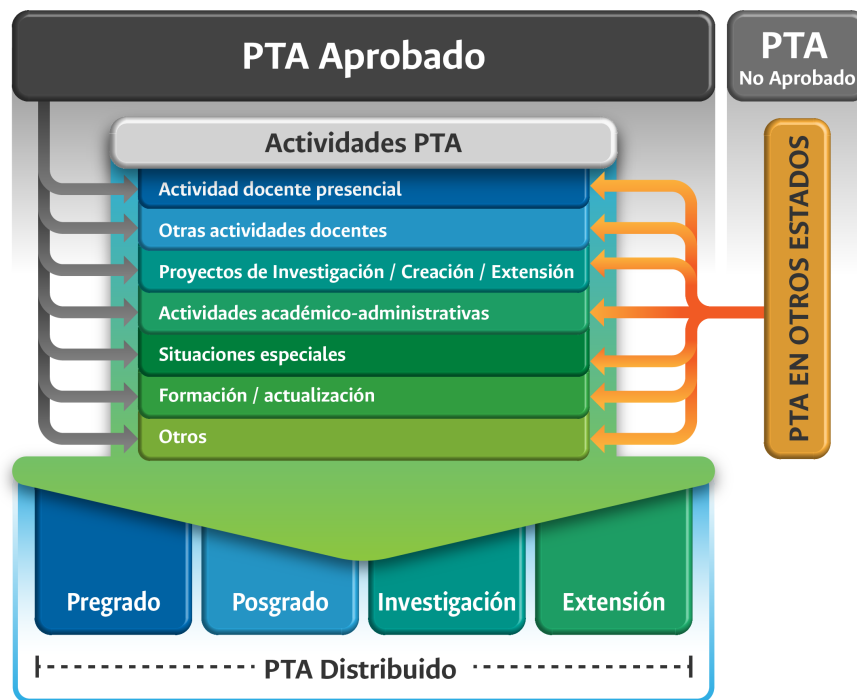 PTA Aprobado
PTA
No Aprobado
Actividades PTA
Actividad docente presencial
Otras actividades docentes
Proyectos de Investigación / Creación / Extensión
Actividades académico-administrativas
Situaciones especiales
Formación / actualización
Otros
PTA EN OTROS ESTADOS
Pregrado
Posgrado
Investigación
Extensión
PTA Distribuido